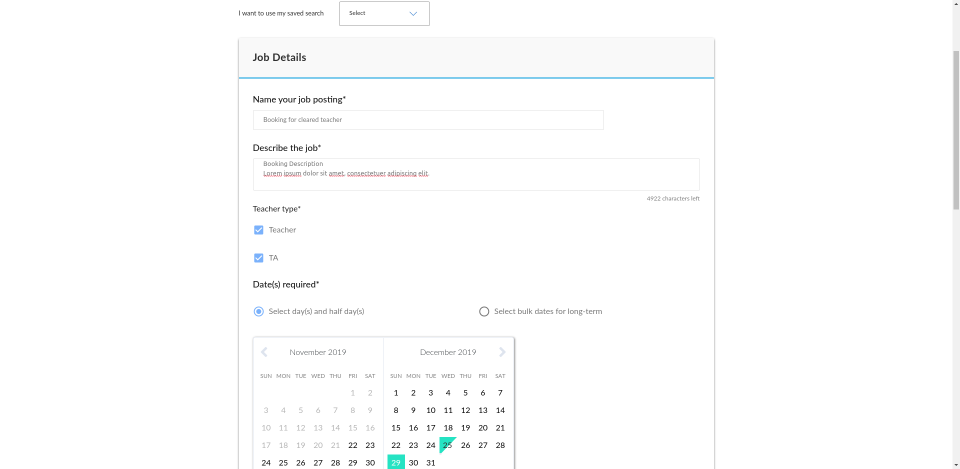 I want to use my saved search
Select
Job Details
Name your job posting*
Booking for cleared teacher
Describe the job*
Booking Description
Lorem ipsum dolor sit amet, consectetuer adipiscing elit.
4922 characters left
Teacher type*
Teacher
TA
Date(s) required*
Select day(s) and half day(s)
Select bulk dates for long-term
November 2019
December 2019
SUN MON TUE WED THU FRI SAT SUN MON TUE WED THU FRI SAT
1 2 1 2 3 4 5 6 7
3 4 5 6 7 8 9 8 9 10 11 12 13 14
10 11 12 13 14 15 16 15 16 17 18 19 20 21
17 18 19 20 21 22 23 22 23 24 25 26 27 28
24 25 26 27 28 29 30 29 30 31